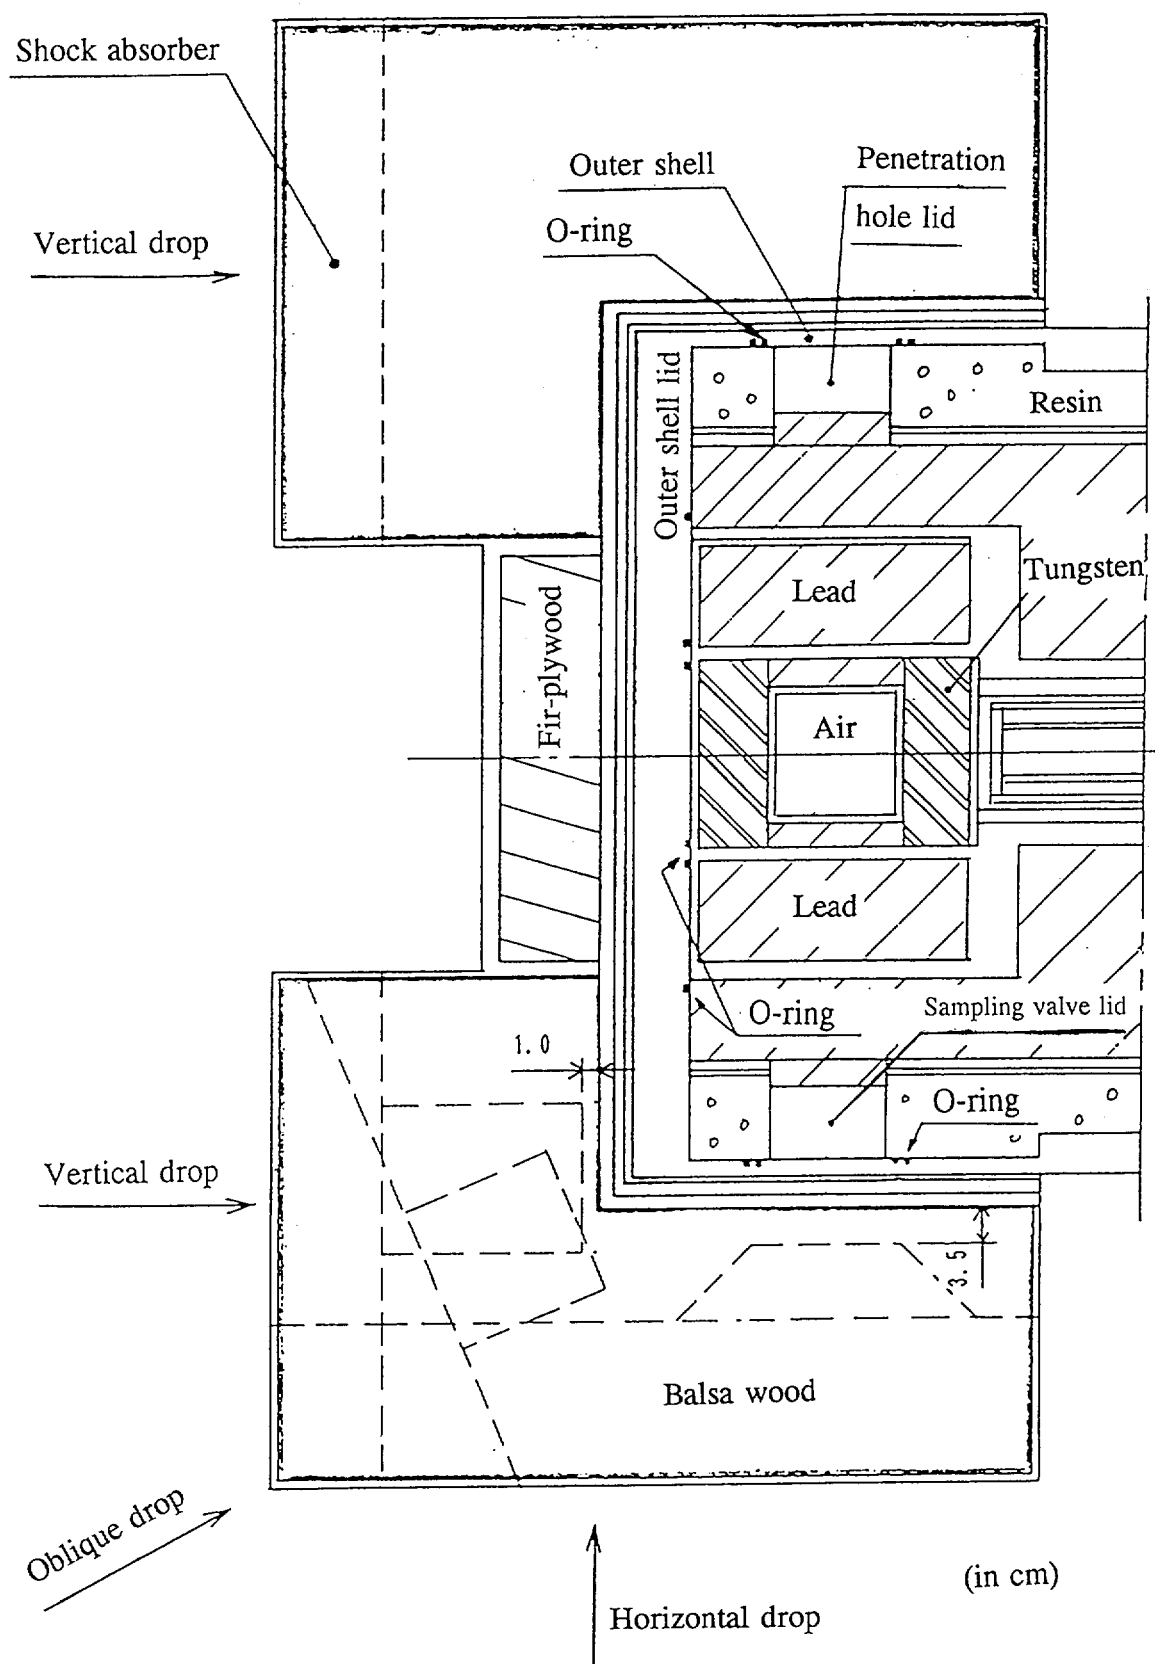 Shock absorber
Outer shell
Penetration
hole lid
O-ring
Vertical drop
Outer shell lid
Resin
Tungsten
Lead
Fir-plywood
Air
Lead
O-ring
Sampling valve lid
1.0
O-ring
Vertical drop
3.5
Balsa wood
Oblique drop
(in cm)
Horizontal drop